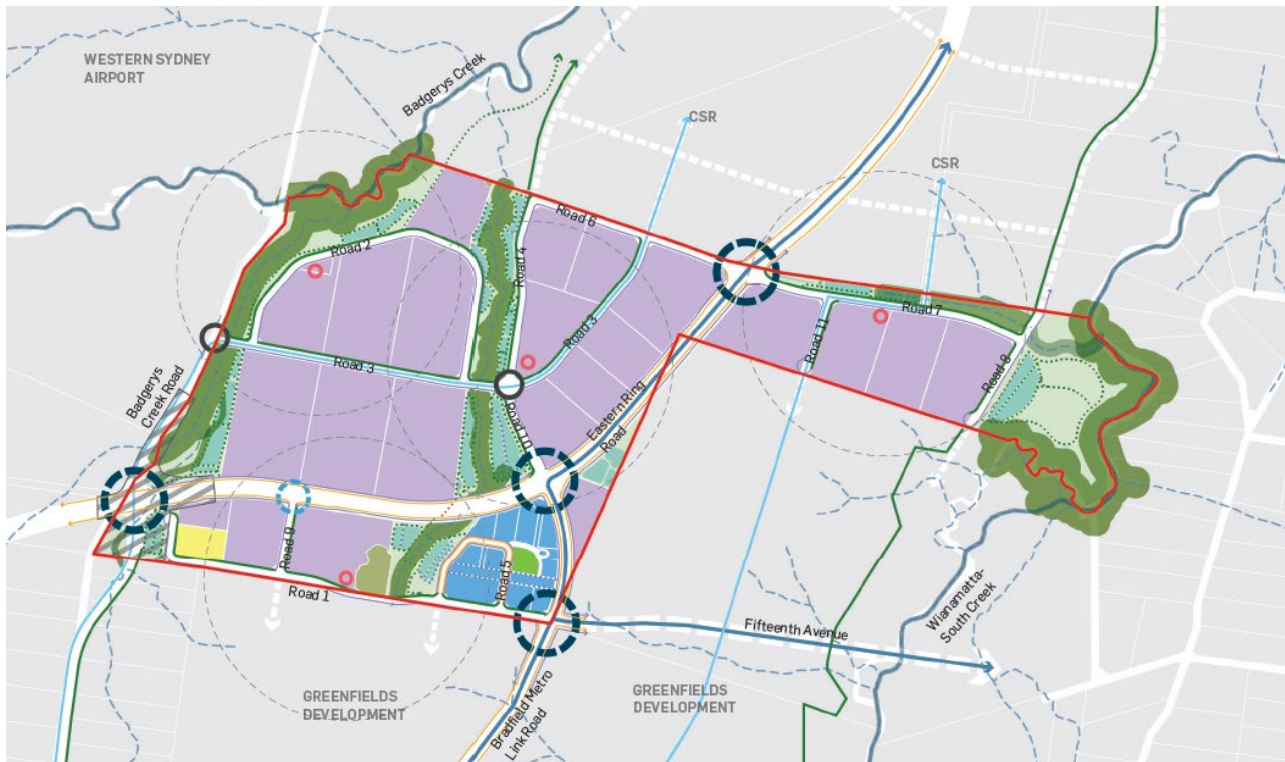 WESTERN SYDNEY
AIRPORT
Badgerys Creek
CSR
CSR
Road 6
Road 2
Road 4
Road 7
Road 3
Road 11
Road 3
Road 8
Badgerys
Creek Road
Eastern Ring
Road
Road 10
Road 9
Road 5
Road 1
Fifteenth Avenue
Wianamatta-
South Creek
GREENFIELDS
DEVELOPMENT
GREENFIELDS
DEVELOPMENT
Bradfield Metro
Link Road